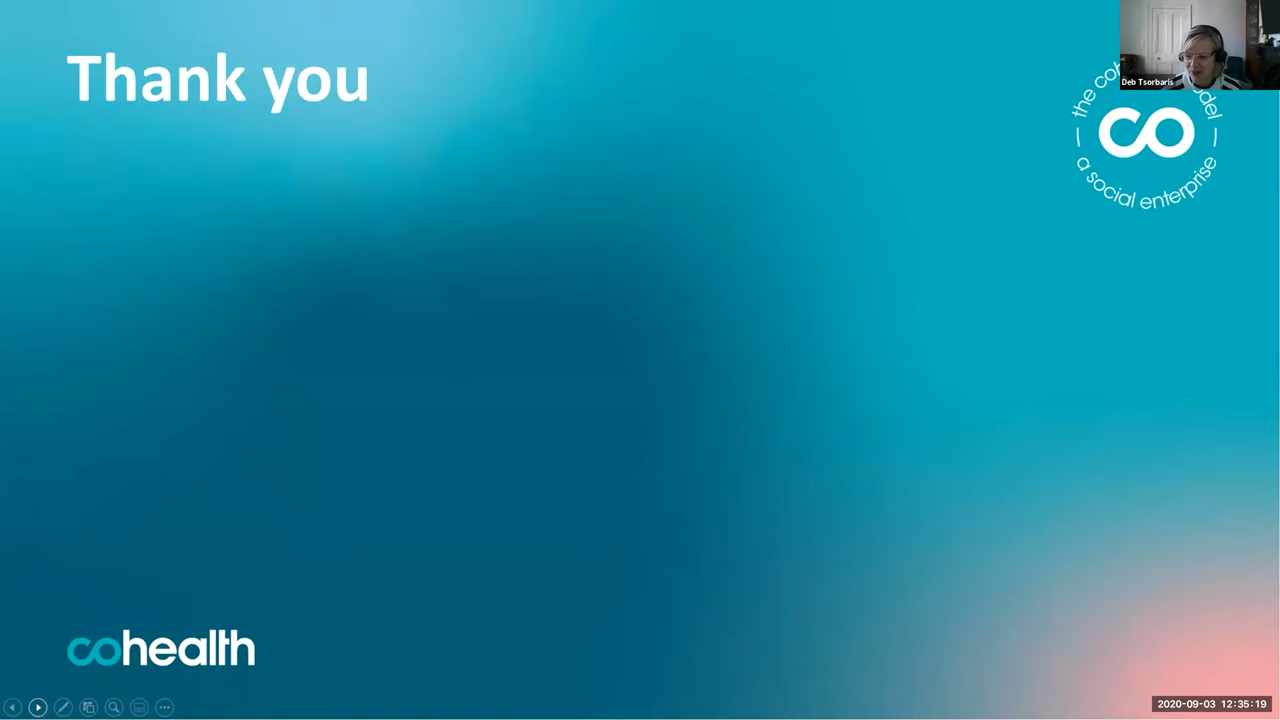 Thank you
Deb Tsorbaris
the co
del
co
a social enterprise
cohealth
2020-09-03 12:35:19